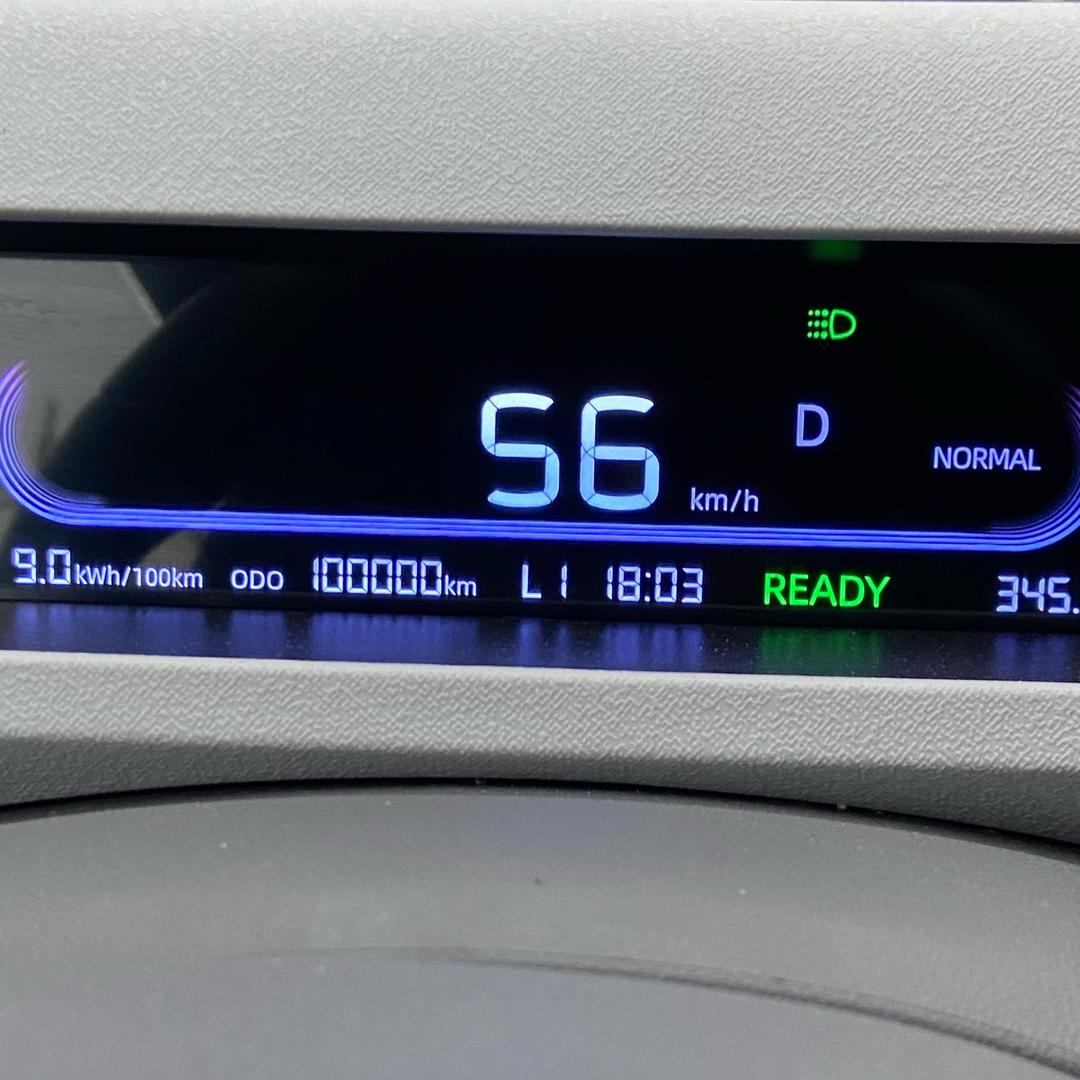 D
56 km/h
NORMAL
9.0kWh/100km ODO 100000km L1 18:03 READY 345.